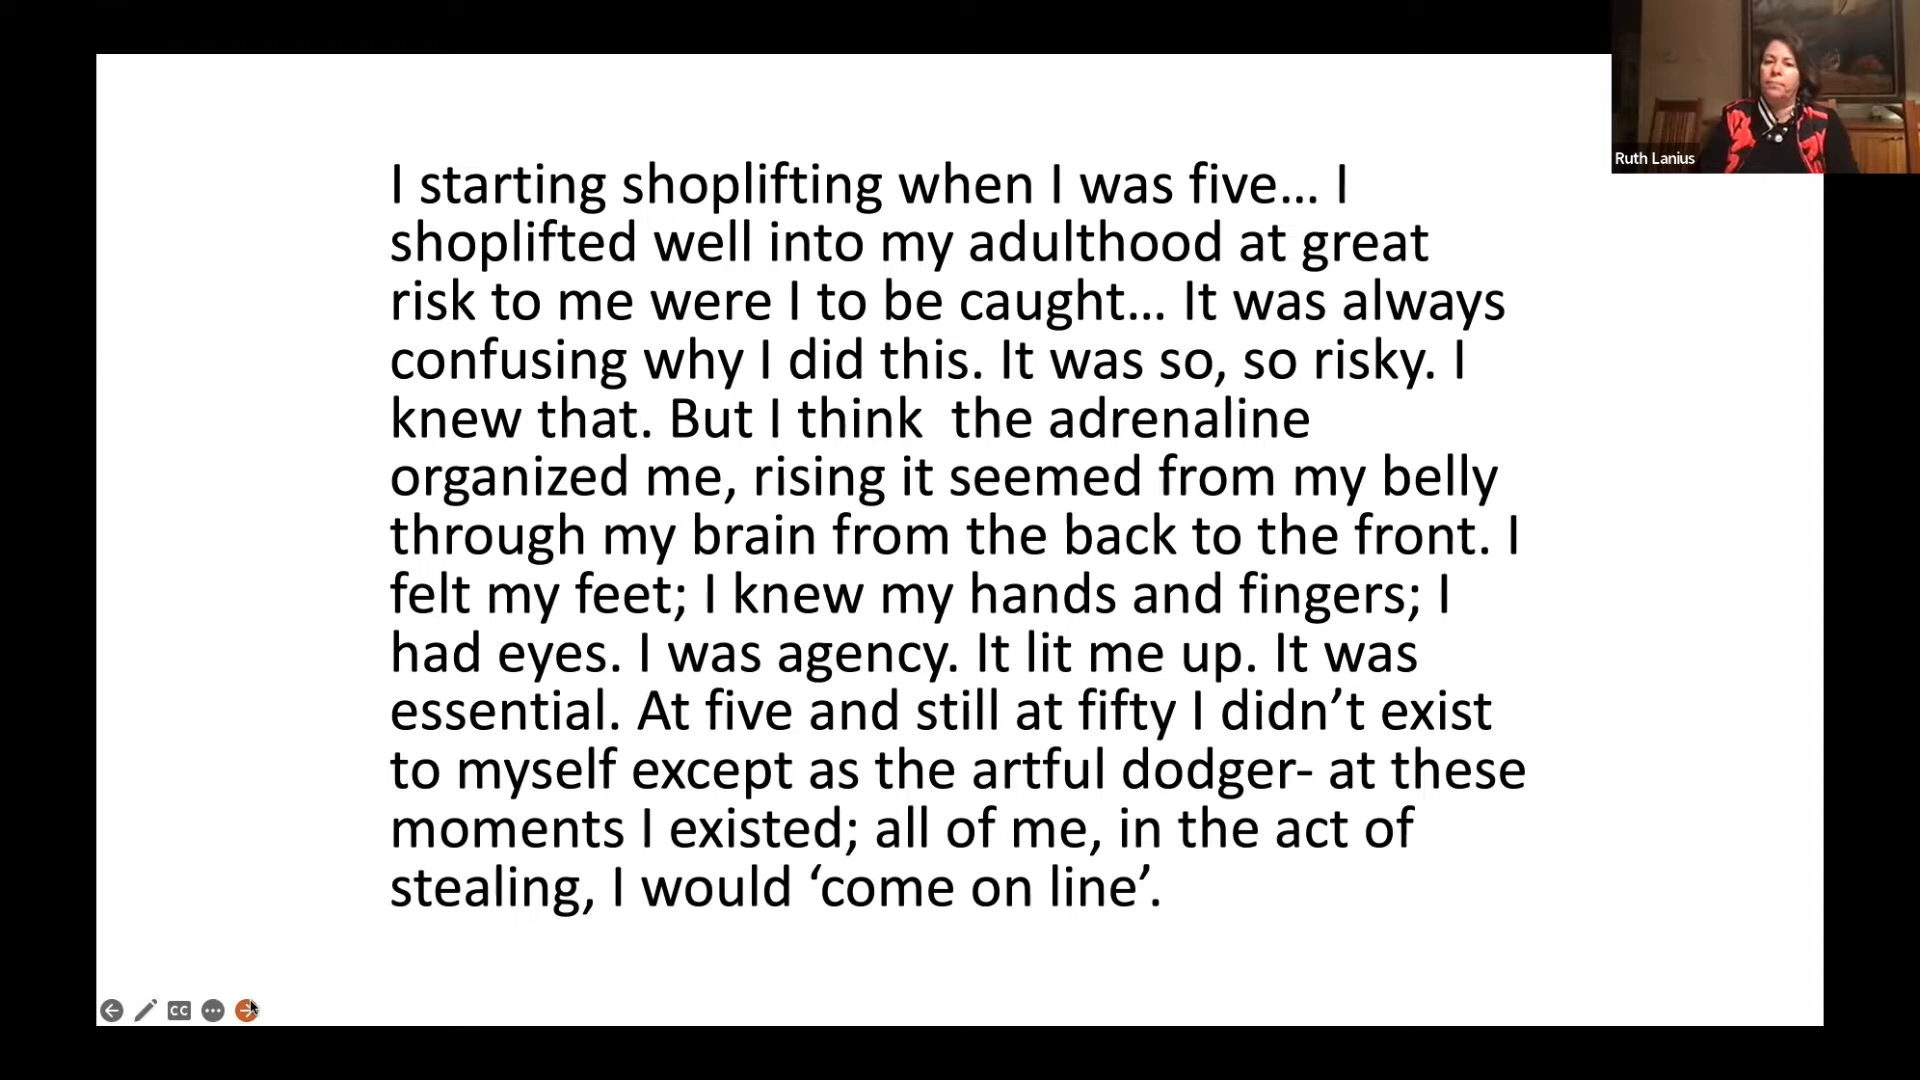 I starting shoplifting when I was five… I
shoplifted well into my adulthood at great
risk to me were I to be caught… It was always
confusing why I did this. It was so, so risky. I
knew that. But I think  the adrenaline
organized me, rising it seemed from my belly
through my brain from the back to the front. I
felt my feet; I knew my hands and fingers; I
had eyes. I was agency. It lit me up. It was
essential. At five and still at fifty I didn’t exist
to myself except as the artful dodger- at these
moments I existed; all of me, in the act of
stealing, I would ‘come on line’.
Ruth Lanius
CC